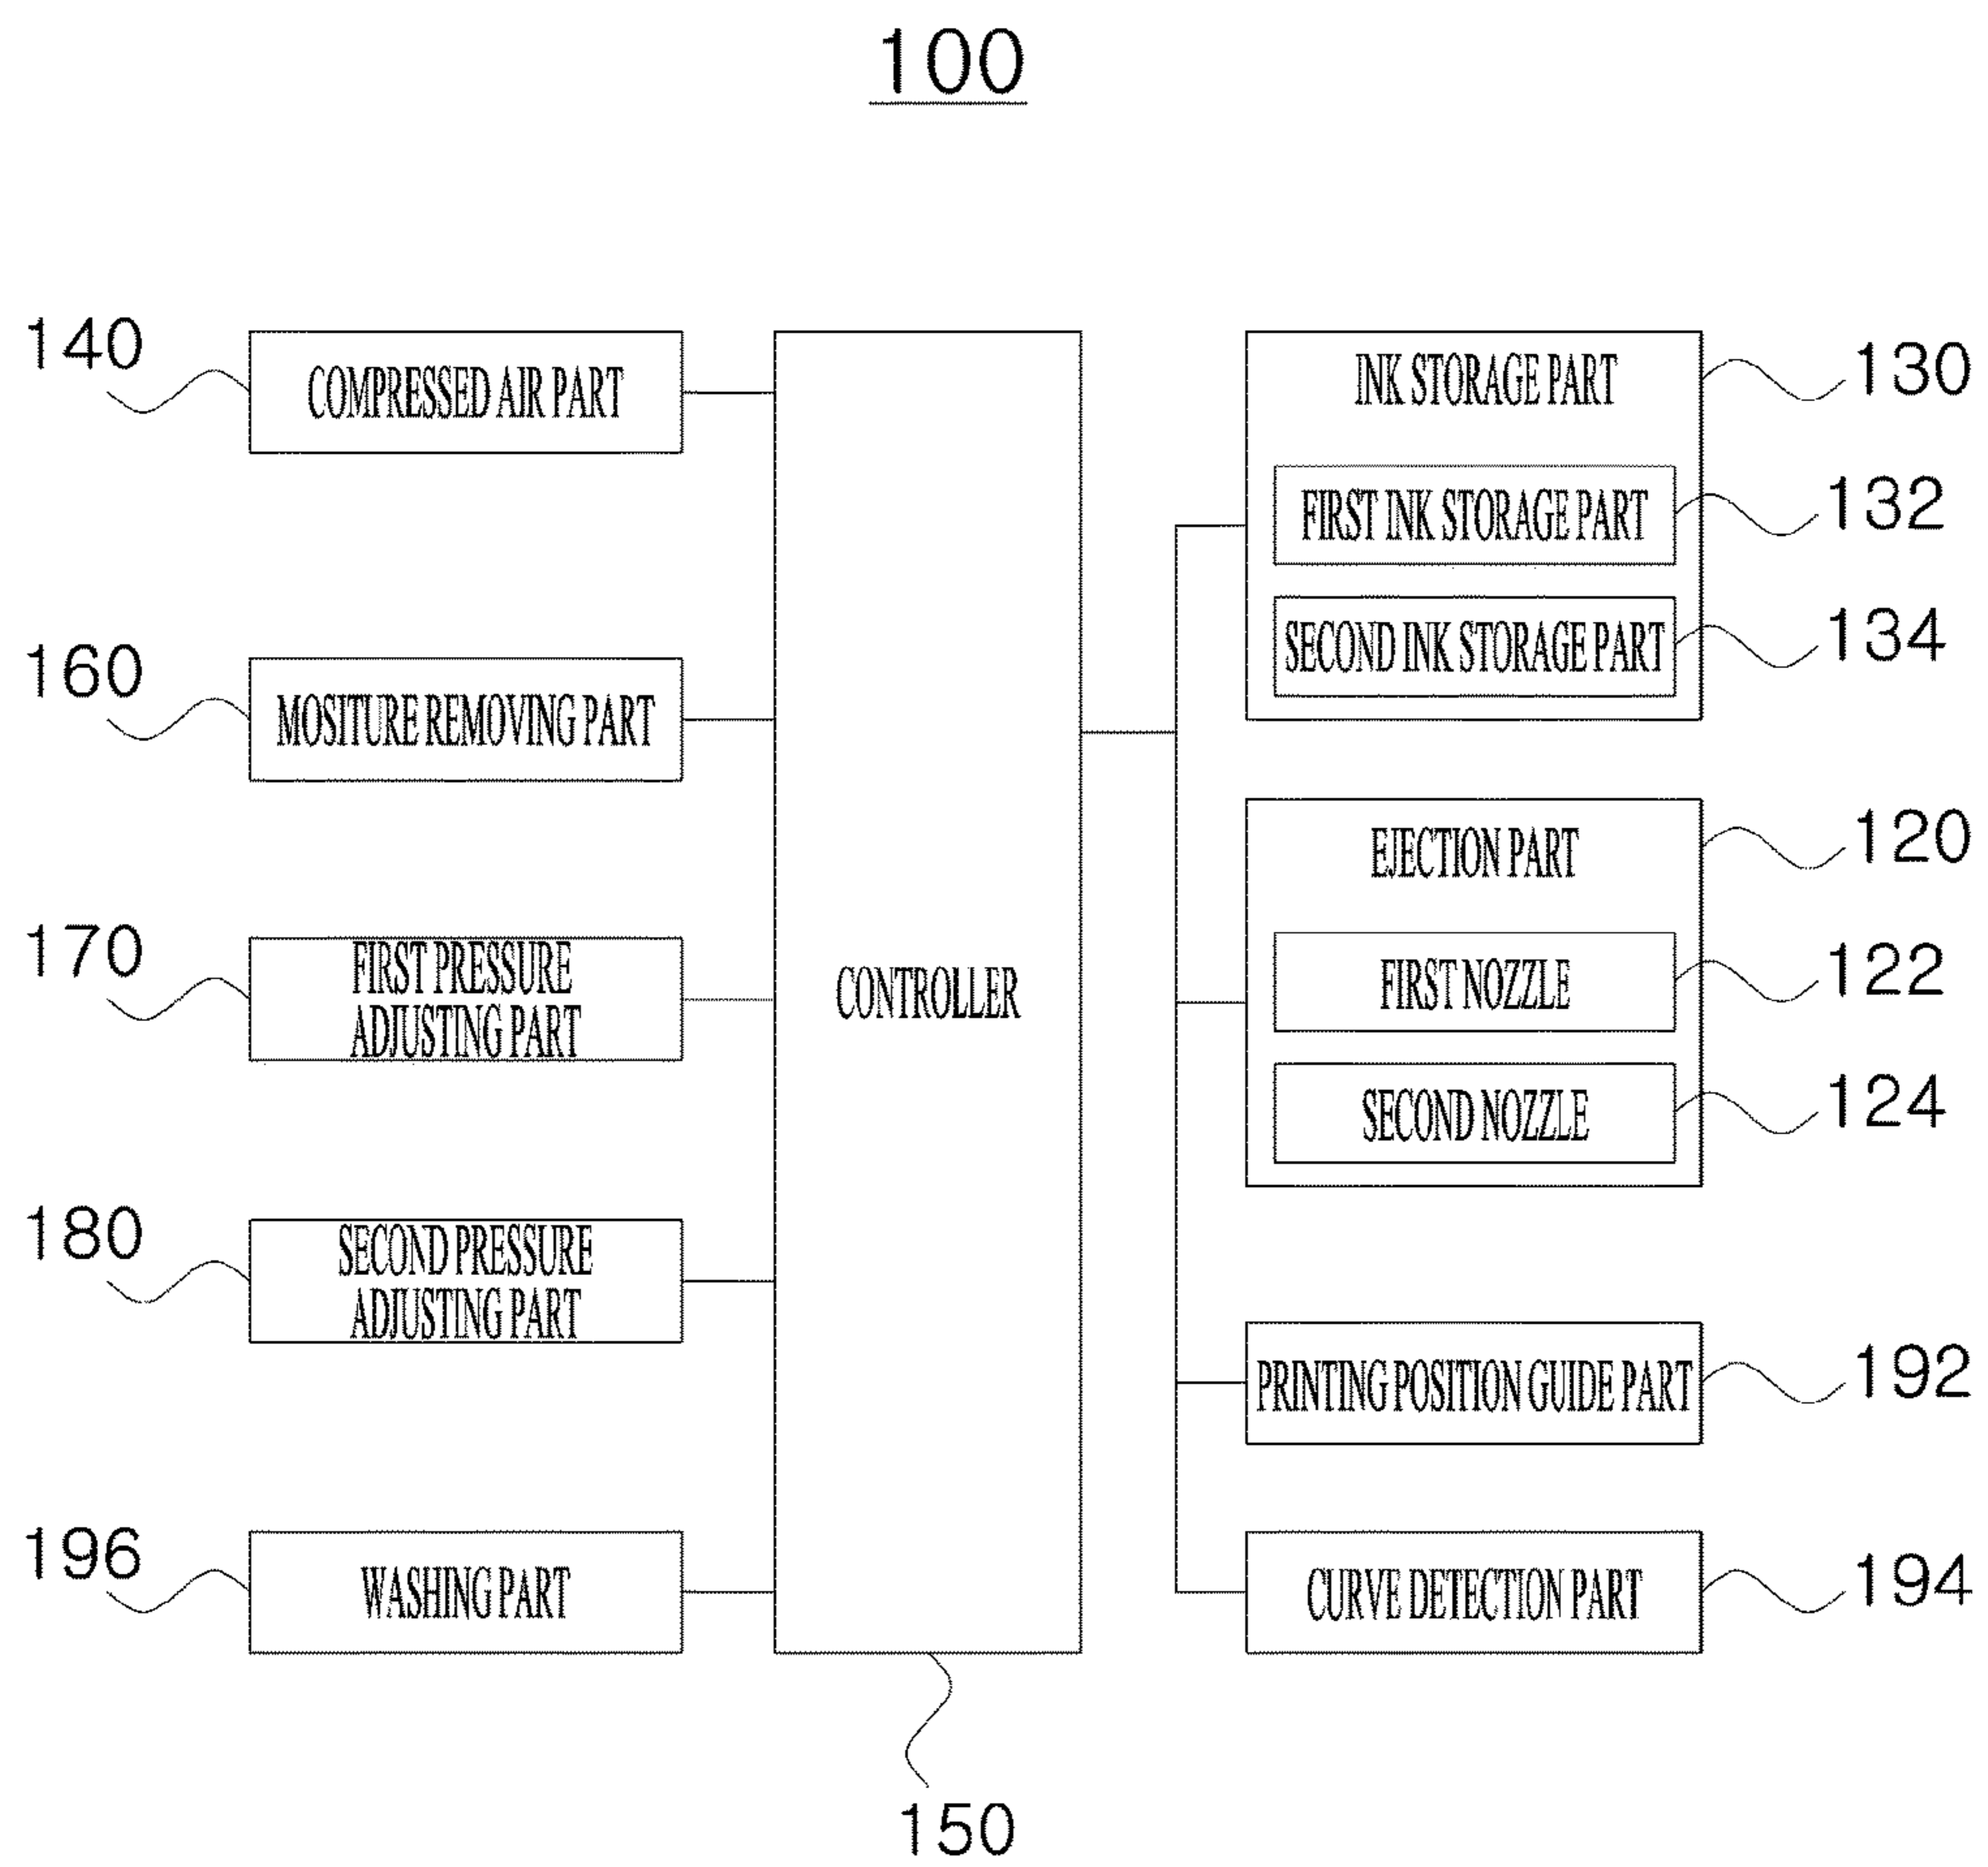 100
140
COMPRESSED AIR PART
160
MOSITURE REMOVING PART
170
FIRST PRESSURE
ADJUSTING PART
180
SECOND PRESSURE
ADJUSTING PART
196
WASHING PART
CONTROLLER
150
INK STORAGE PART
130
FIRST INK STORAGE PART
132
SECOND INK STORAGE PART
134
EJECTION PART
120
FIRST NOZZLE
122
SECOND NOZZLE
124
PRINTING POSITION GUIDE PART
192
CURVE DETECTION PART
194